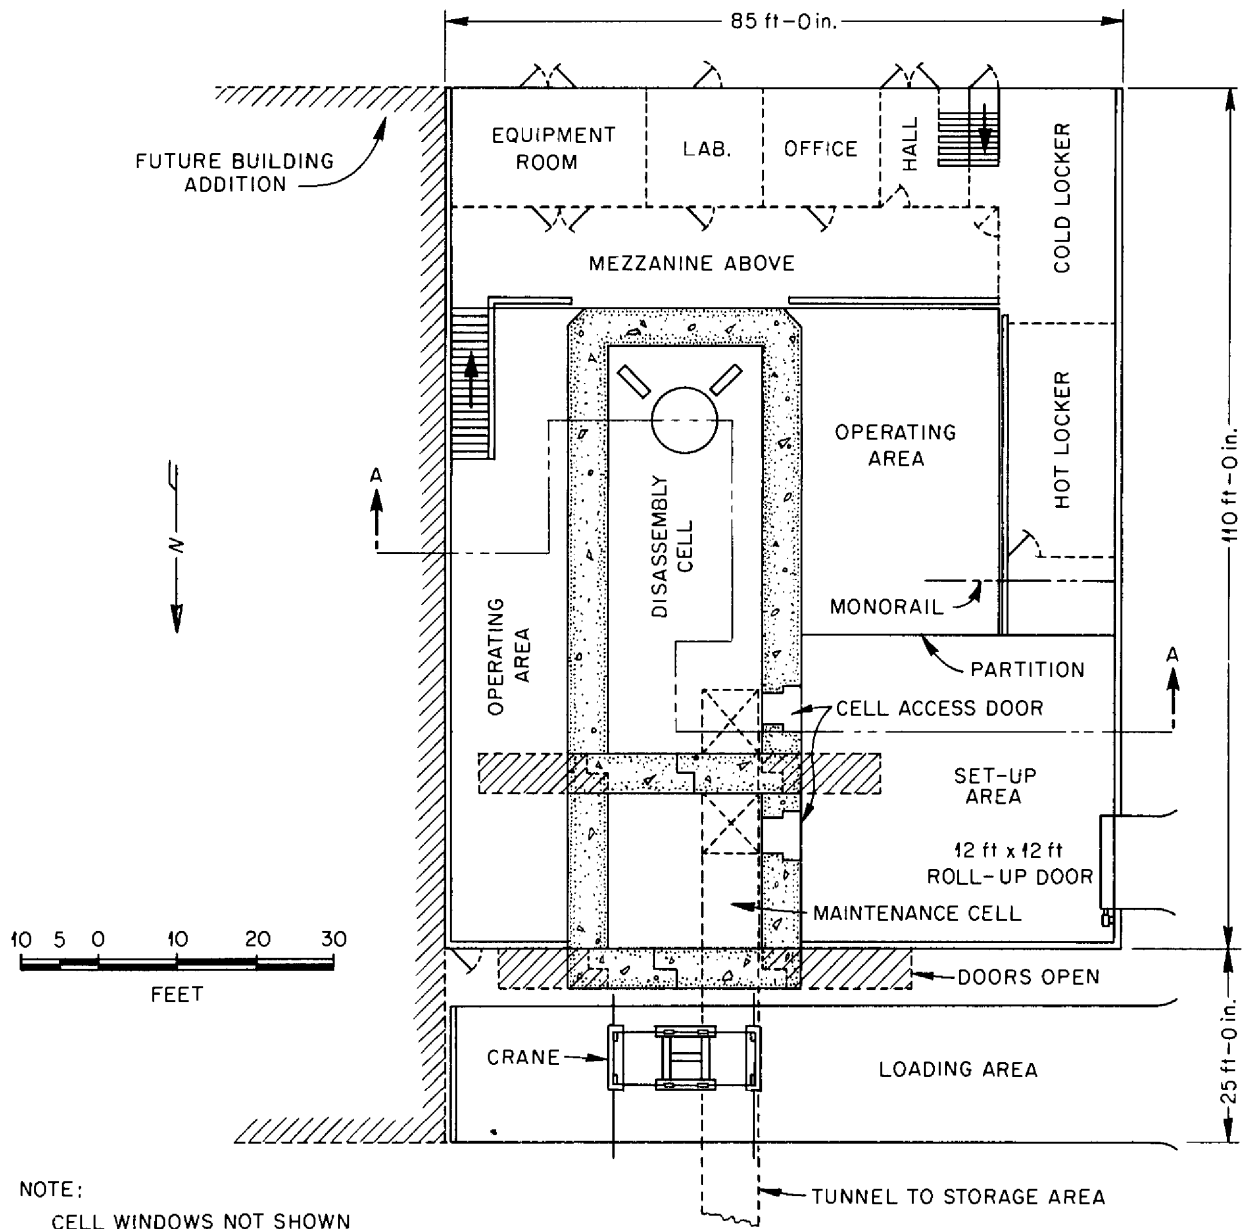 85 ft-0 in.
EQUIPMENT
ROOM
LAB.
OFFICE
HALL
COLD LOCKER
FUTURE BUILDING
ADDITION
MEZZANINE ABOVE
HOT LOCKER
OPERATING
AREA
110 ft-0 in.
A
DISASSEMBLY
CELL
N
MONORAIL
OPERATING
AREA
PARTITION
A
CELL ACCESS DOOR
SET-UP
AREA
12 ft x 12 ft
ROLL-UP DOOR
MAINTENANCE CELL
10 5 0 10 20 30
FEET
DOORS OPEN
CRANE
LOADING AREA
25 ft-0 in.
NOTE:
CELL WINDOWS NOT SHOWN
TUNNEL TO STORAGE AREA